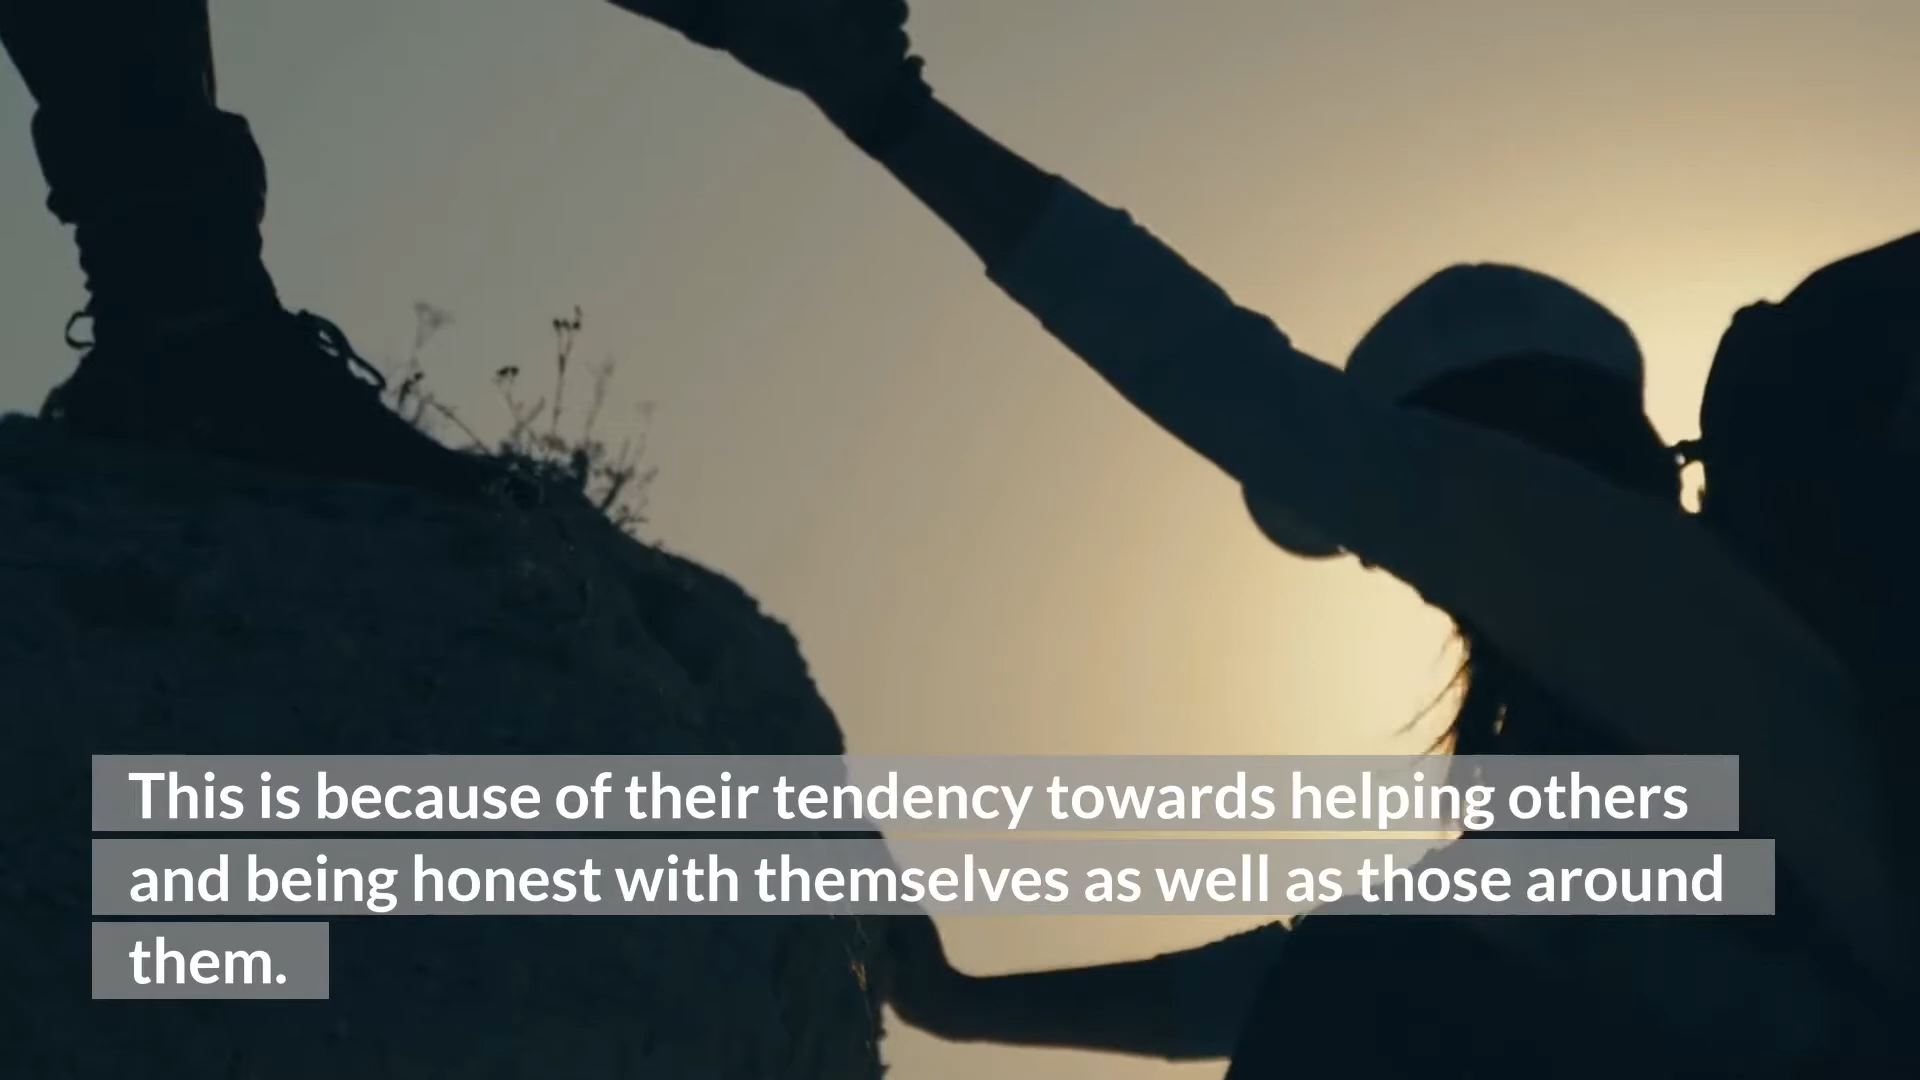 This is because of their tendency towards helping others
and being honest with themselves as well as those around
them.